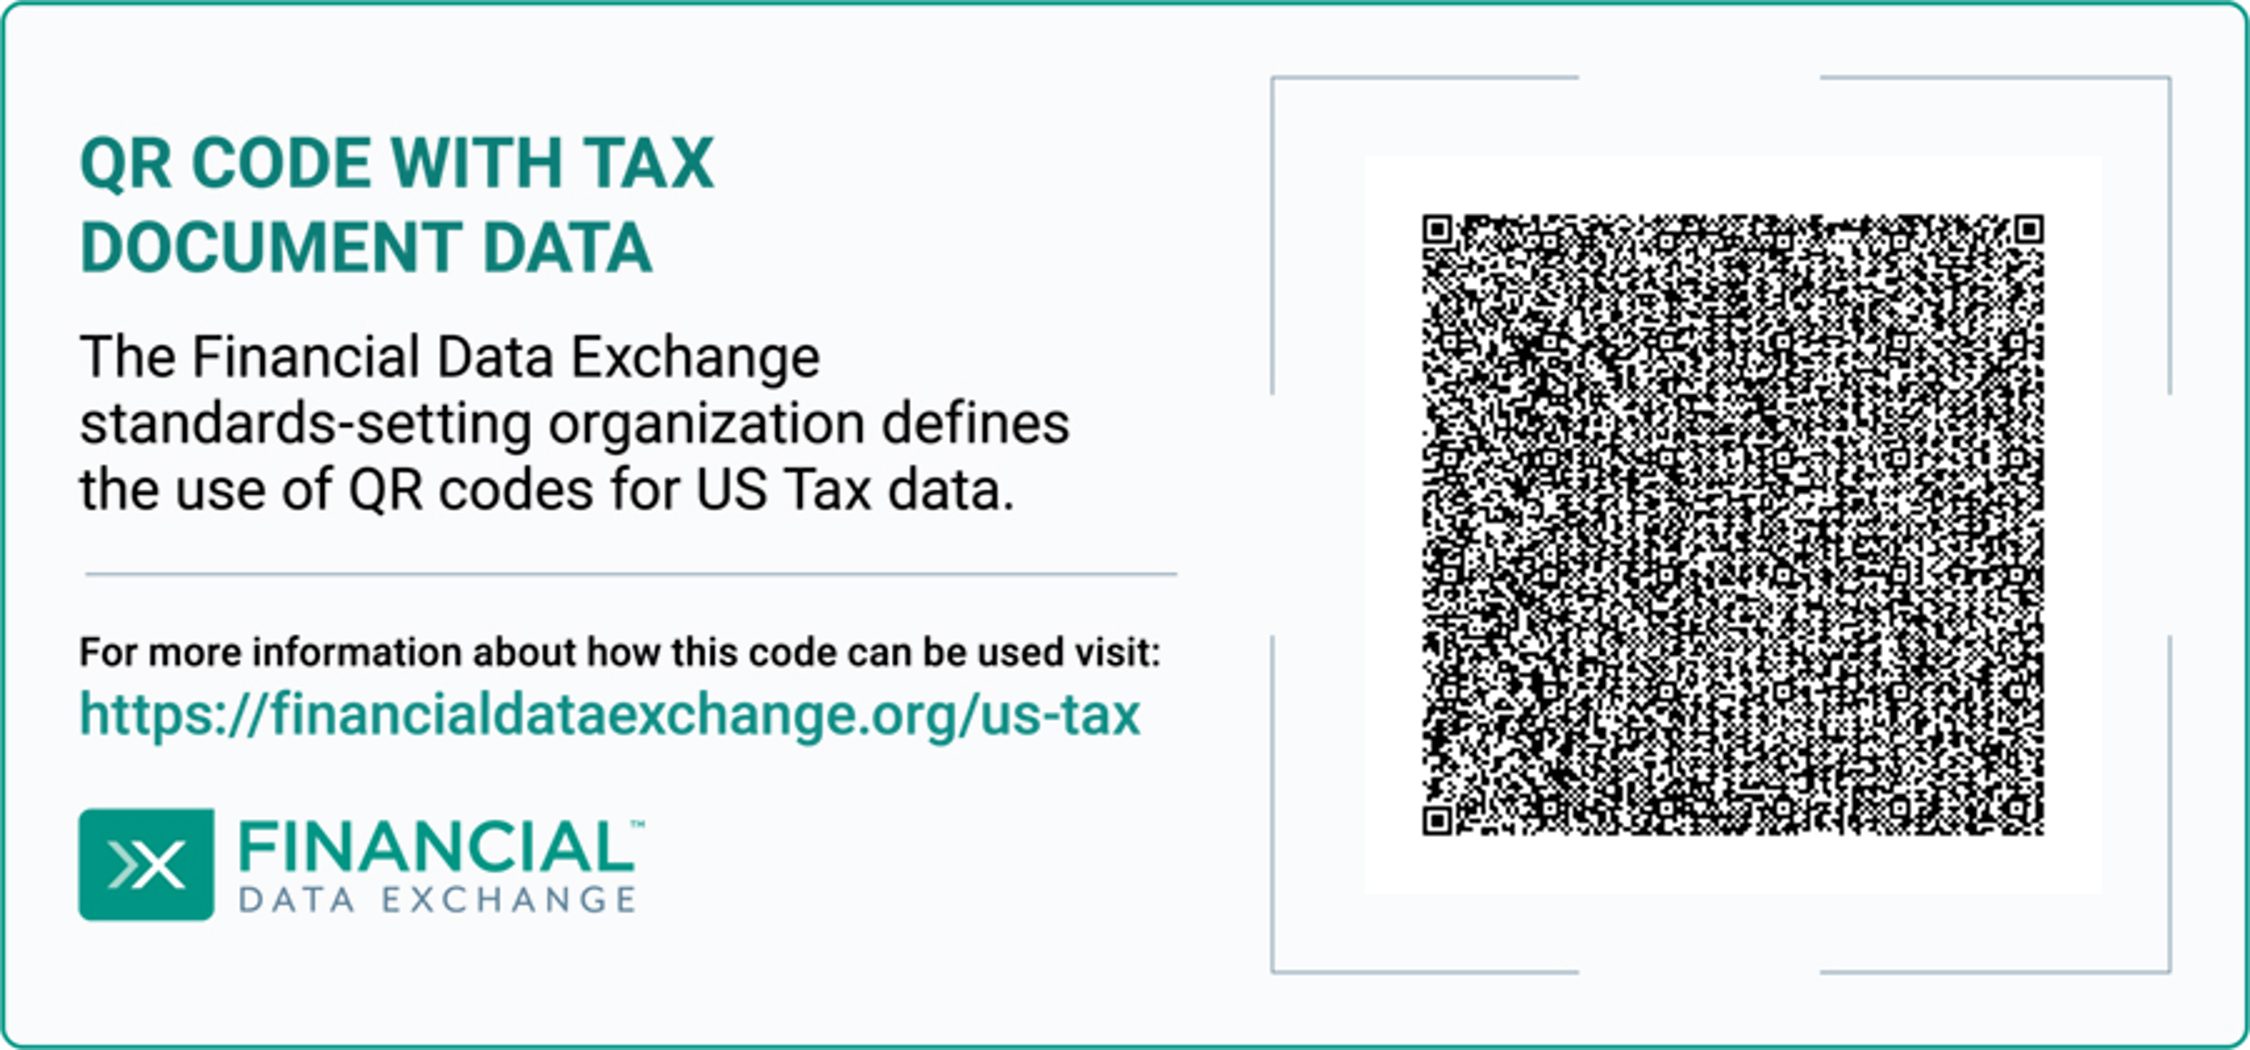 QR CODE WITH TAX
DOCUMENT DATA
The Financial Data Exchange
standards-setting organization defines
the use of QR codes for US Tax data.
For more information about how this code can be used visit:
https://financialdataexchange.org/us-tax
FINANCIAL™
DATA EXCHANGE